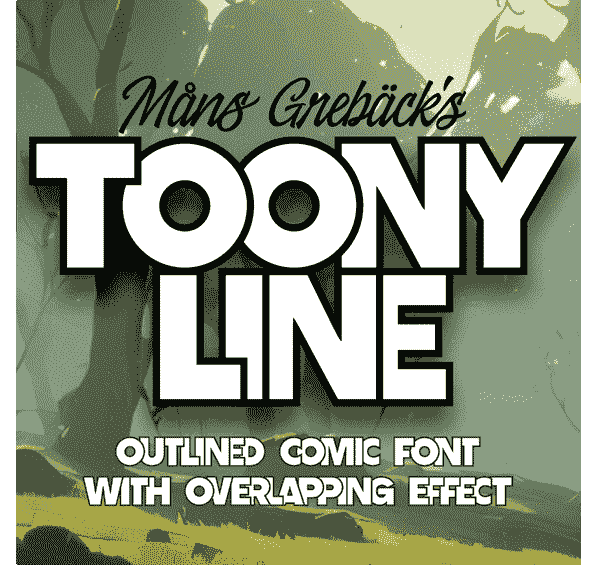 Måns Grebäck's
TOONY
LINE
OUTLINED COMIC FONT
WITH OVERLAPPING EFFECT